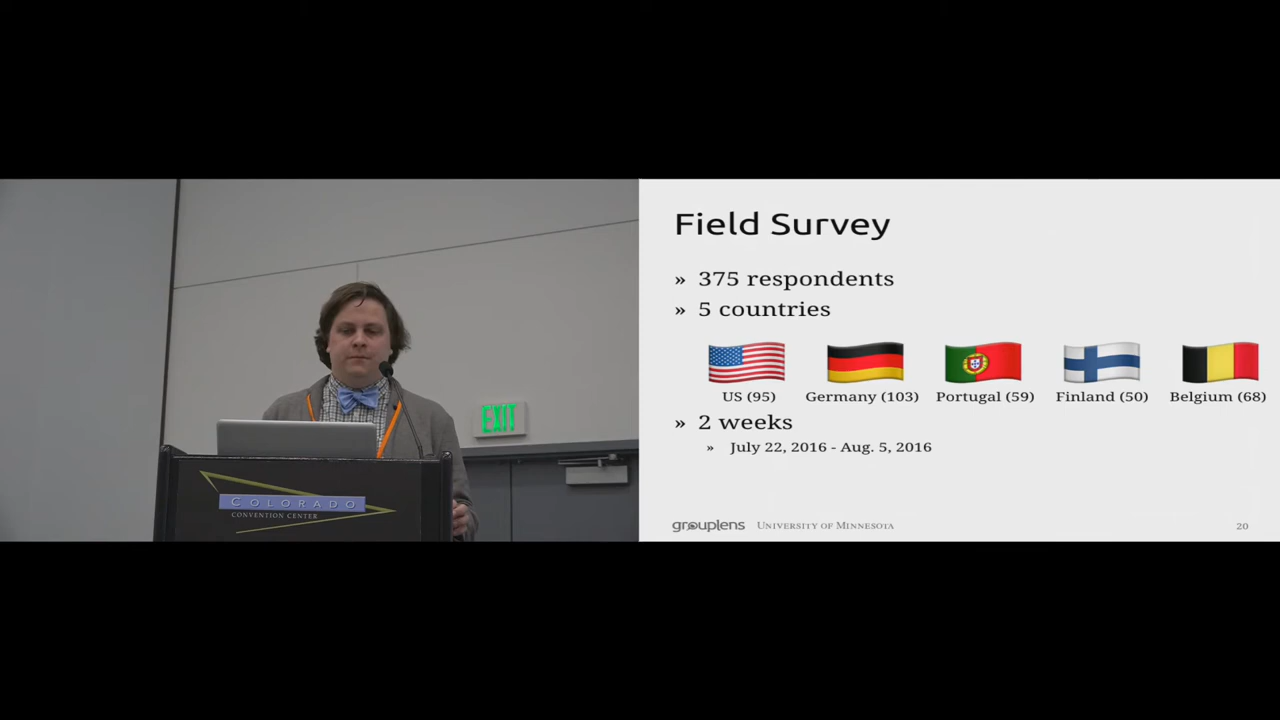 EXIT
COLORADO
CONVENTION CENTER
Field Survey
» 375 respondents
» 5 countries
US (95) Germany (103) Portugal (59) Finland (50) Belgium (68)
» 2 weeks
» July 22, 2016 - Aug. 5, 2016
grouplens UNIVERSITY OF MINNESOTA 20